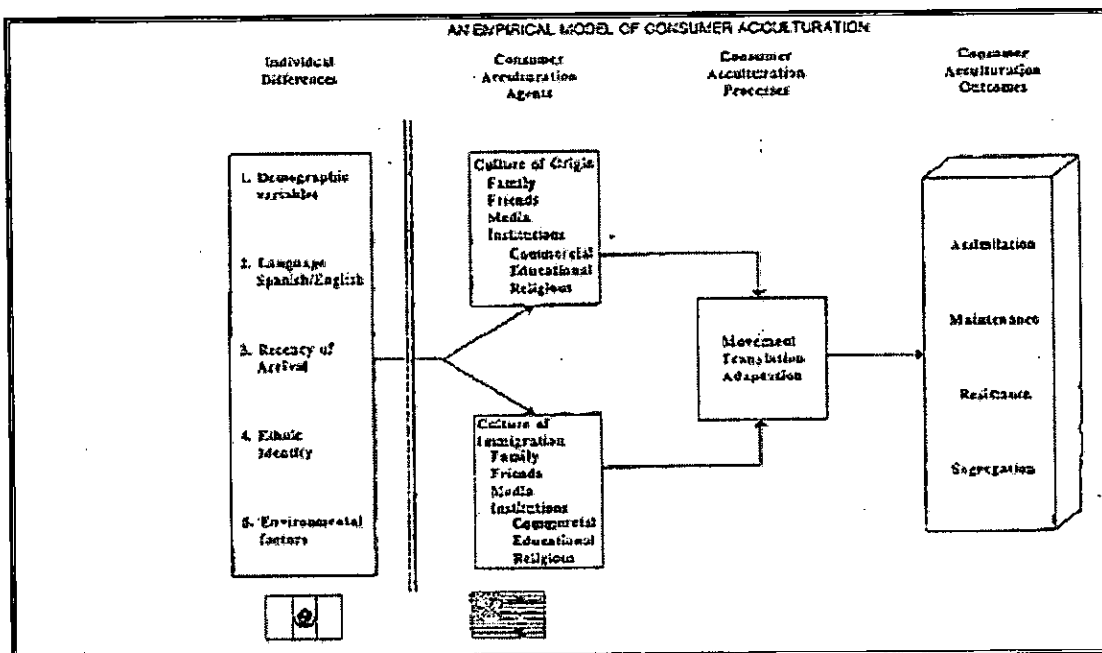 AN EMPIRICAL MODEL OF CONSUMER ACCULTURATION
Individual
Differences
Consumer
Acculturation
Agents
Consumer
Acculturation
Processes
Consumer
Acculturation
Outcomes
1. Demographic
variables
2. Language
Spanish/English
3. Recency of
Arrival
4. Ethnic
Identity
5. Environmental
factors
Culture of Origin
Family
Friends
Media
Institutions
Commercial
Educational
Religious
Culture of
Immigration
Family
Friends
Media
Institutions
Commercial
Educational
Religious
Movement
Translation
Adaptation
Assimilation
Maintenance
Resistance
Segregation